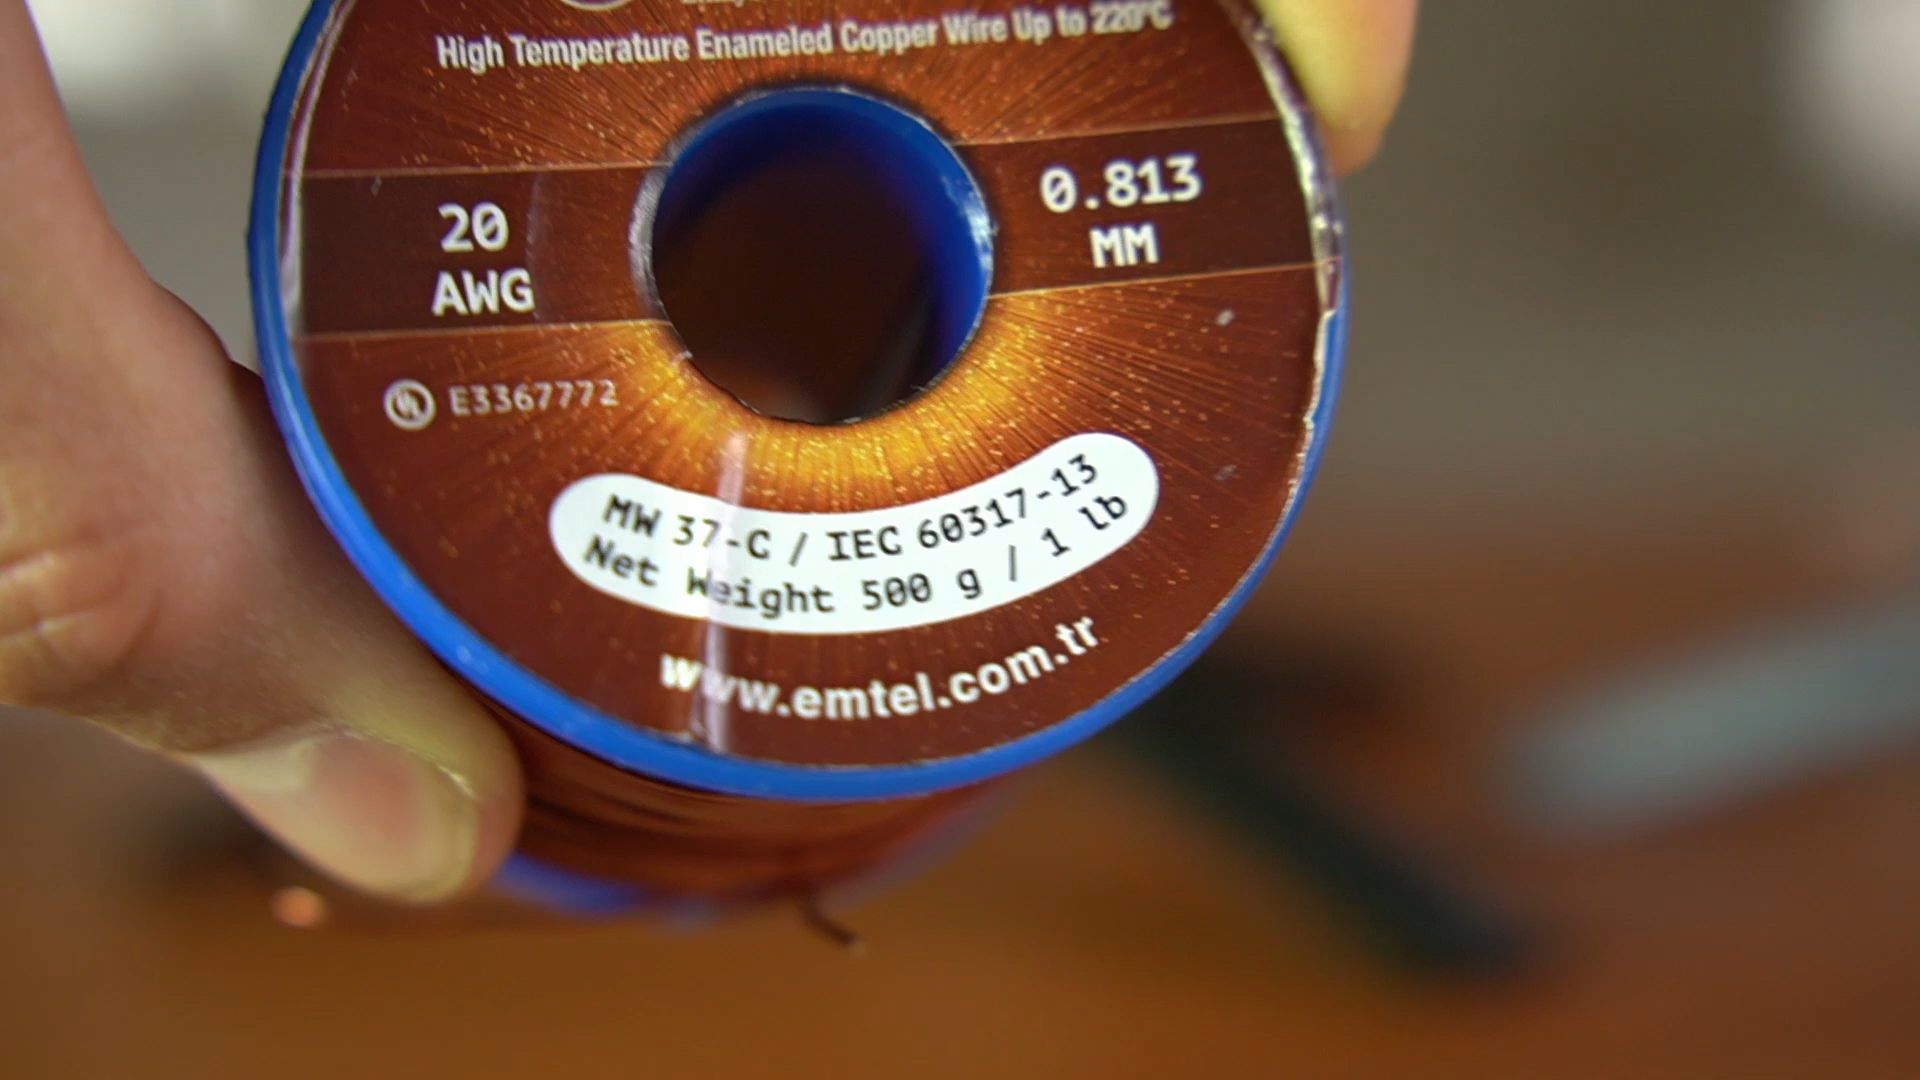 High Temperature Enameled Copper Wire Up to 220°C
20
AWG
0.813
MM
E3367772
MW 37-C / IEC 60317-13
Net Weight 500 g / 1 lb
www.emtel.com.tr